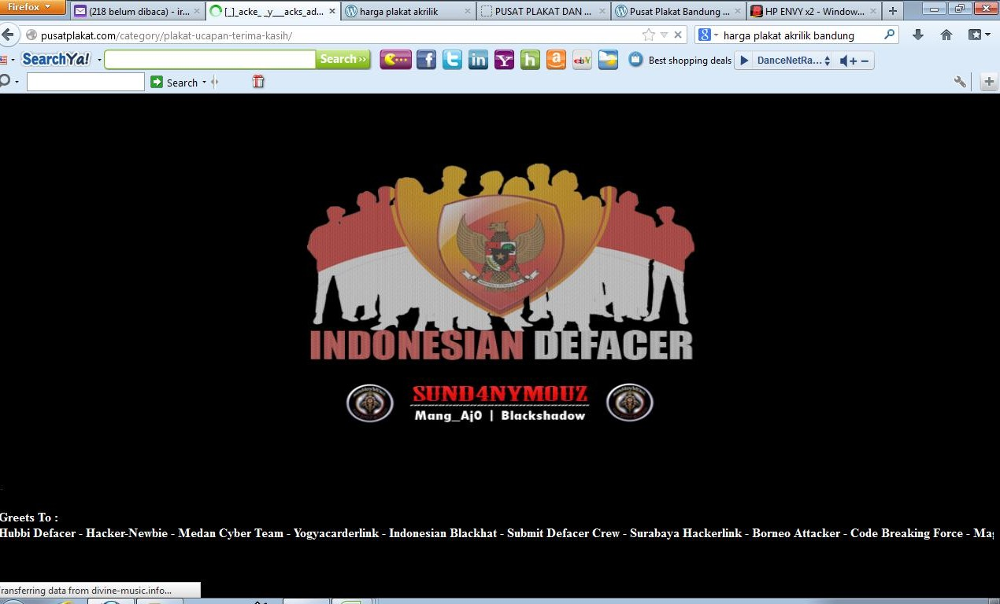 Firefox
(218 belum dibaca) - ir...
[_]_acke_ _y___acks_ad...
harga plakat akrilik
PUSAT PLAKAT DAN ...
Pusat Plakat Bandung ...
HP ENVY x2 - Window...
pusatplakat.com/category/plakat-ucapan-terima-kasih/
harga plakat akrilik bandung
SearchYa!
Search ››
Best shopping deals
DanceNetRa...
Search
INDONESIAN DEFACER
SUND4NYMOUZ
Mang_Aj0 | Blackshadow
Greets To :
Hubbi Defacer - Hacker-Newbie - Medan Cyber Team - Yogyacarderlink - Indonesian Blackhat - Submit Defacer Crew - Surabaya Hackerlink - Borneo Attacker - Code Breaking Force - Mag
Transferring data from divine-music.info...